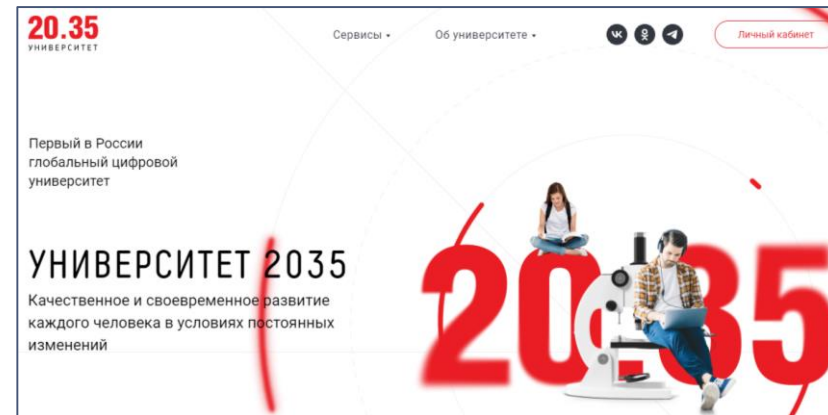 20.35
УНИВЕРСИТЕТ
Сервисы
Об университете
Личный кабинет
Первый в России
глобальный цифровой
университет
УНИВЕРСИТЕТ 2035
Качественное и своевременное развитие
каждого человека в условиях постоянных
изменений
20.35